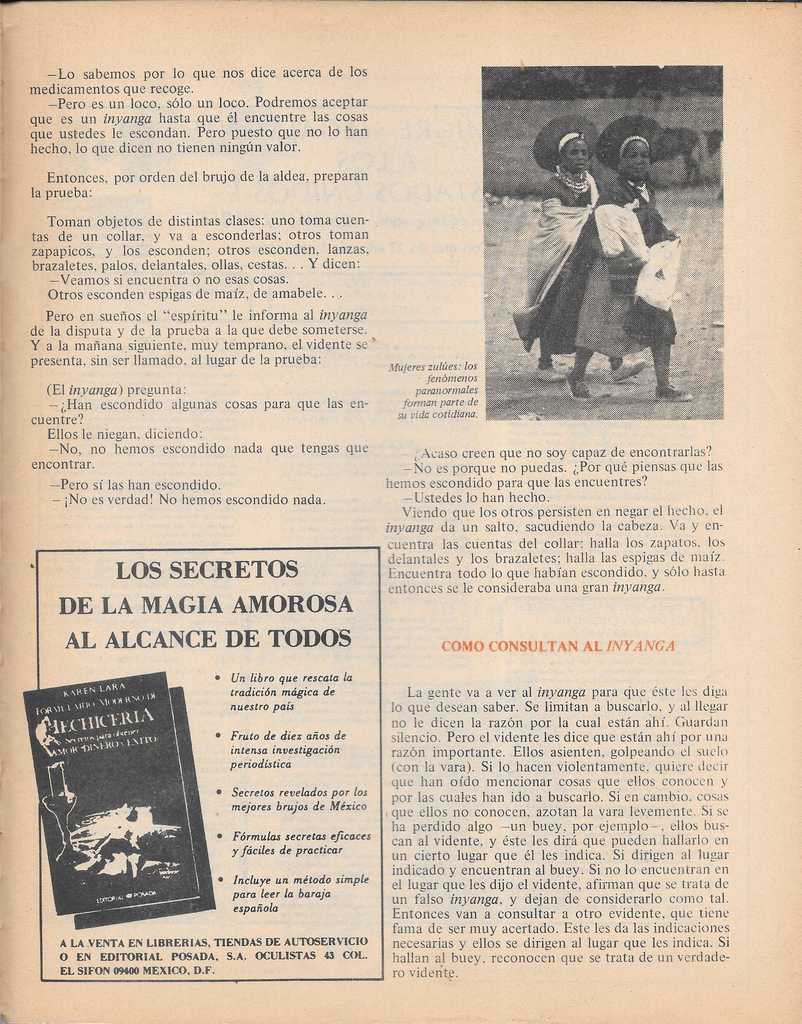 —Lo sabemos por lo que nos dice acerca de los
medicamentos que recoge.
—Pero es un loco, sólo un loco. Podremos aceptar
que es un inyanga hasta que él encuentre las cosas
que ustedes le escondan. Pero puesto que no lo han
hecho, lo que dicen no tienen ningún valor.
Entonces, por orden del brujo de la aldea, preparan
la prueba:
Toman objetos de distintas clases: uno toma cuen-
tas de un collar, y va a esconderlas; otros toman
zapapicos, y los esconden; otros esconden, lanzas,
brazaletes, palos, delantales, ollas, cestas. . . Y dicen:
—Veamos si encuentra o no esas cosas.
Otros esconden espigas de maíz, de amabele. . .
Pero en sueños el “espíritu” le informa al inyanga
de la disputa y de la prueba a la que debe someterse.
Y a la mañana siguiente, muy temprano, el vidente se
presenta, sin ser llamado, al lugar de la prueba:
(El inyanga) pregunta:
—¿Han escondido algunas cosas para que las en-
cuentre?
Ellos le niegan, diciendo:
—No, no hemos escondido nada que tengas que
encontrar.
—Pero sí las han escondido.
—¡No es verdad! No hemos escondido nada.
LOS SECRETOS
DE LA MAGIA AMOROSA
AL ALCANCE DE TODOS
KAREN LARA
FORMULARIO MODERNO DE
HECHICERIA
Secretos para obtener
AMOR•DINERO•EXITO
EDITORIAL POSADA
• Un libro que rescata la
tradición mágica de
nuestro país
• Fruto de diez años de
intensa investigación
periodística
• Secretos revelados por los
mejores brujos de México
• Fórmulas secretas eficaces
y fáciles de practicar
• Incluye un método simple
para leer la baraja
española
A LA VENTA EN LIBRERIAS, TIENDAS DE AUTOSERVICIO
O EN EDITORIAL POSADA, S.A. OCULISTAS 43 COL.
EL SIFON 09400 MEXICO, D.F.
Mujeres zulúes: los
fenómenos
paranormales
forman parte de
su vida cotidiana.
¿Acaso creen que no soy capaz de encontrarlas?
—No es porque no puedas. ¿Por qué piensas que las
hemos escondido para que las encuentres?
—Ustedes lo han hecho.
Viendo que los otros persisten en negar el hecho, el
inyanga da un salto, sacudiendo la cabeza. Va y en-
cuentra las cuentas del collar; halla los zapatos, los
delantales y los brazaletes; halla las espigas de maíz.
Encuentra todo lo que habían escondido, y sólo hasta
entonces se le consideraba una gran inyanga.
COMO CONSULTAN AL INYANGA
La gente va a ver al inyanga para que éste les diga
lo que desean saber. Se limitan a buscarlo, y al llegar
no le dicen la razón por la cual están ahí. Guardan
silencio. Pero el vidente les dice que están ahí por una
razón importante. Ellos asienten, golpeando el suelo
(con la vara). Si lo hacen violentamente, quiere decir
que han oído mencionar cosas que ellos conocen y
por las cuales han ido a buscarlo. Si en cambio, cosas
que ellos no conocen, azotan la vara levemente. Si se
ha perdido algo —un buey, por ejemplo—, ellos bus-
can al vidente, y éste les dirá que pueden hallarlo en
un cierto lugar que él les indica. Si dirigen al lugar
indicado y encuentran al buey. Si no lo encuentran en
el lugar que les dijo el vidente, afirman que se trata de
un falso inyanga, y dejan de considerarlo como tal.
Entonces van a consultar a otro evidente, que tiene
fama de ser muy acertado. Este les da las indicaciones
necesarias y ellos se dirigen al lugar que les indica. Si
hallan al buey, reconocen que se trata de un verdade-
ro vidente.